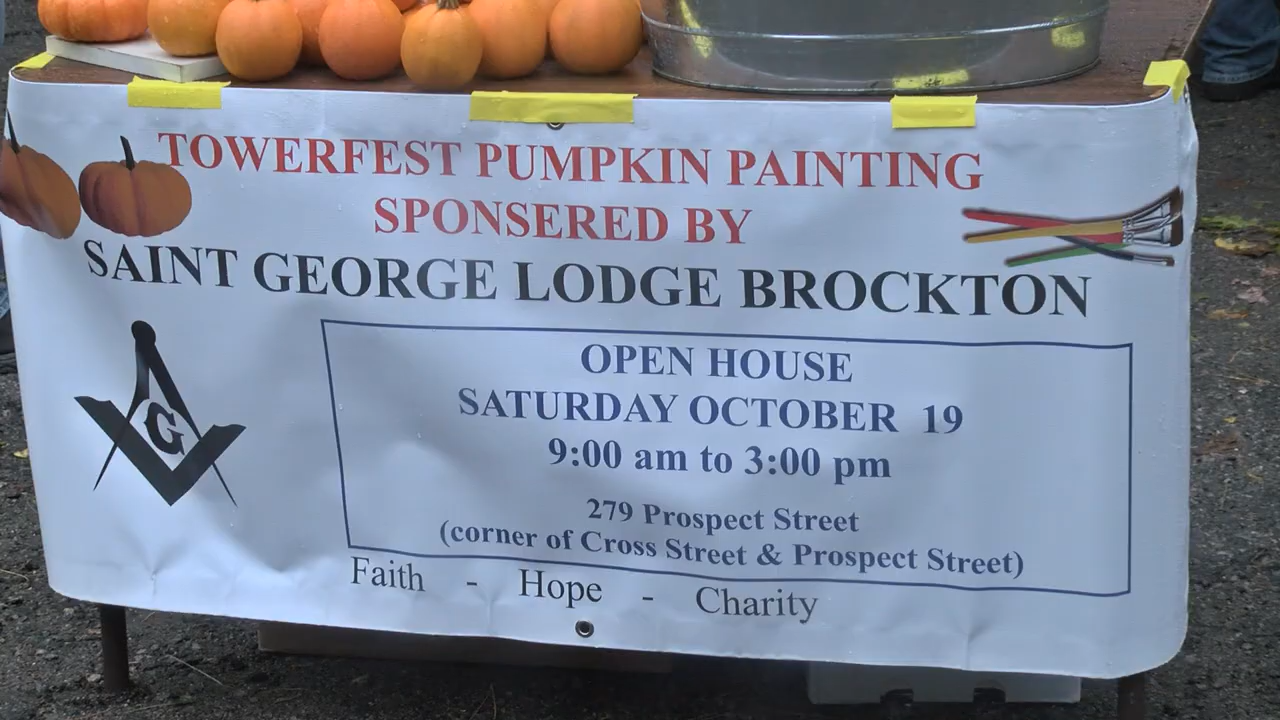 TOWERFEST PUMPKIN PAINTING
SPONSERED BY
SAINT GEORGE LODGE BROCKTON
G
OPEN HOUSE
SATURDAY OCTOBER 19
9:00 am to 3:00 pm
279 Prospect Street
(corner of Cross Street & Prospect Street)
Faith - Hope - Charity